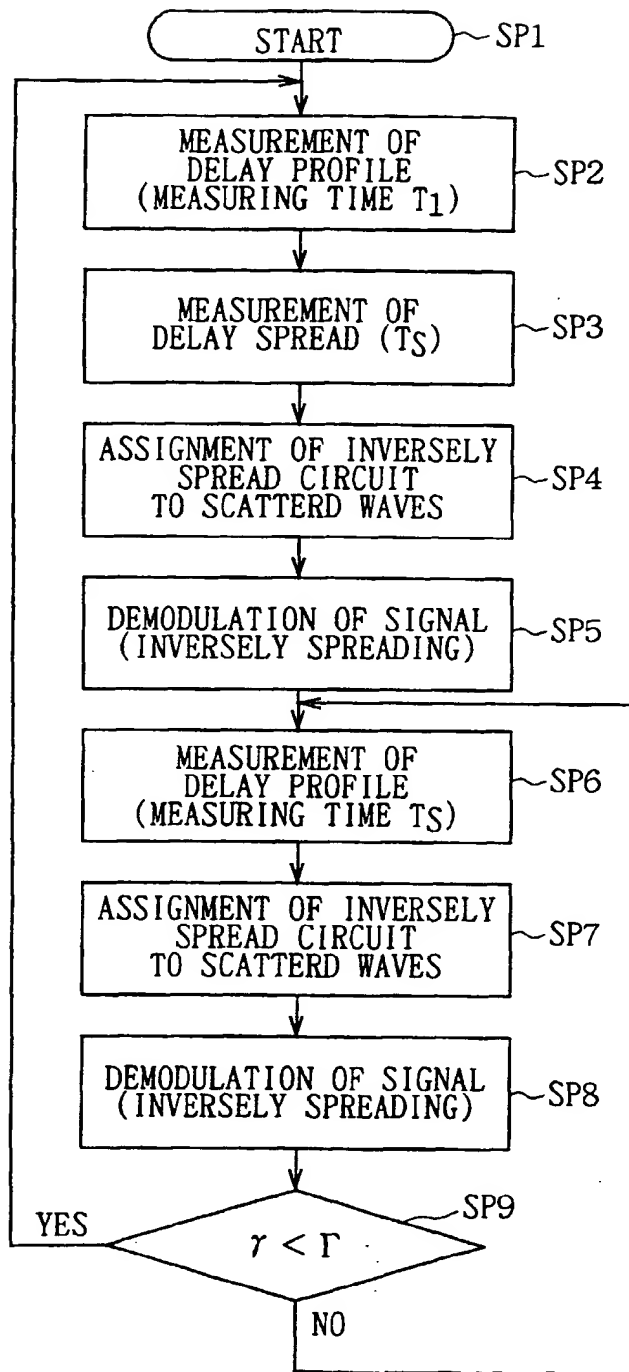 START
SP1
MEASUREMENT OF
DELAY PROFILE
(MEASURING TIME T1)
SP2
MEASUREMENT OF
DELAY SPREAD (TS)
SP3
ASSIGNMENT OF INVERSELY
SPREAD CIRCUIT
TO SCATTERD WAVES
SP4
DEMODULATION OF SIGNAL
(INVERSELY SPREADING)
SP5
MEASUREMENT OF
DELAY PROFILE
(MEASURING TIME TS)
SP6
ASSIGNMENT OF INVERSELY
SPREAD CIRCUIT
TO SCATTERD WAVES
SP7
DEMODULATION OF SIGNAL
(INVERSELY SPREADING)
SP8
SP9
YES
γ < Γ
NO